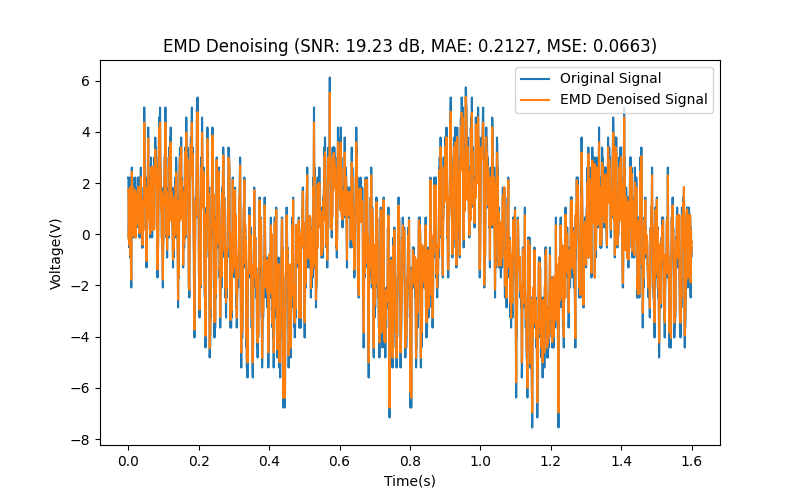 EMD Denoising (SNR: 19.23 dB, MAE: 0.2127, MSE: 0.0663)
Original Signal
EMD Denoised Signal
6
4
2
0
−2
−4
−6
−8
Voltage(V)
0.0 0.2 0.4 0.6 0.8 1.0 1.2 1.4 1.6
Time(s)